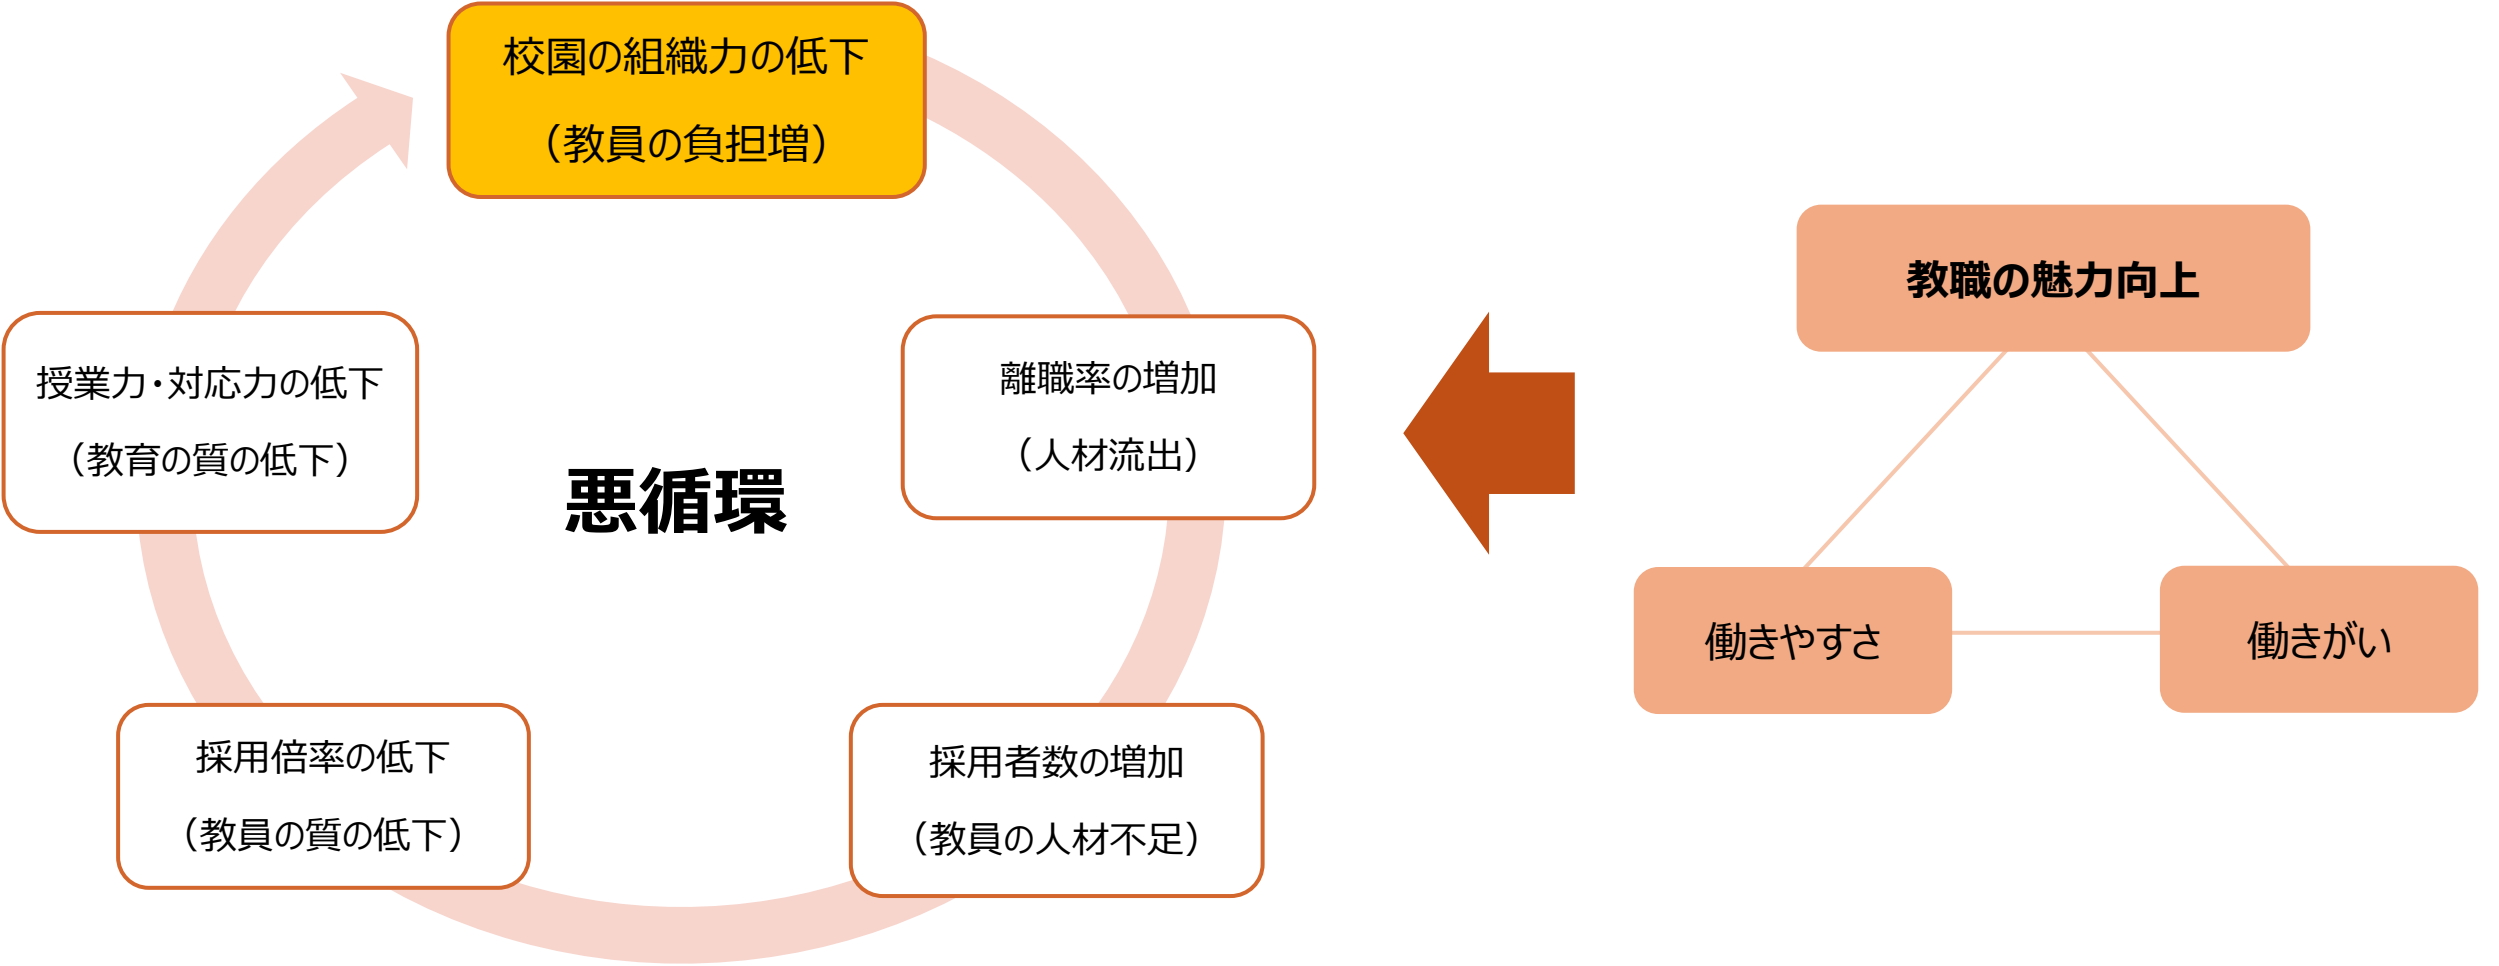 校園の組織力の低下
（教員の負担増）
離職率の増加
（人材流出）
採用者数の増加
（教員の人材不足）
採用倍率の低下
（教員の質の低下）
授業力・対応力の低下
（教育の質の低下）
悪循環
教職の魅力向上
働きやすさ
働きがい